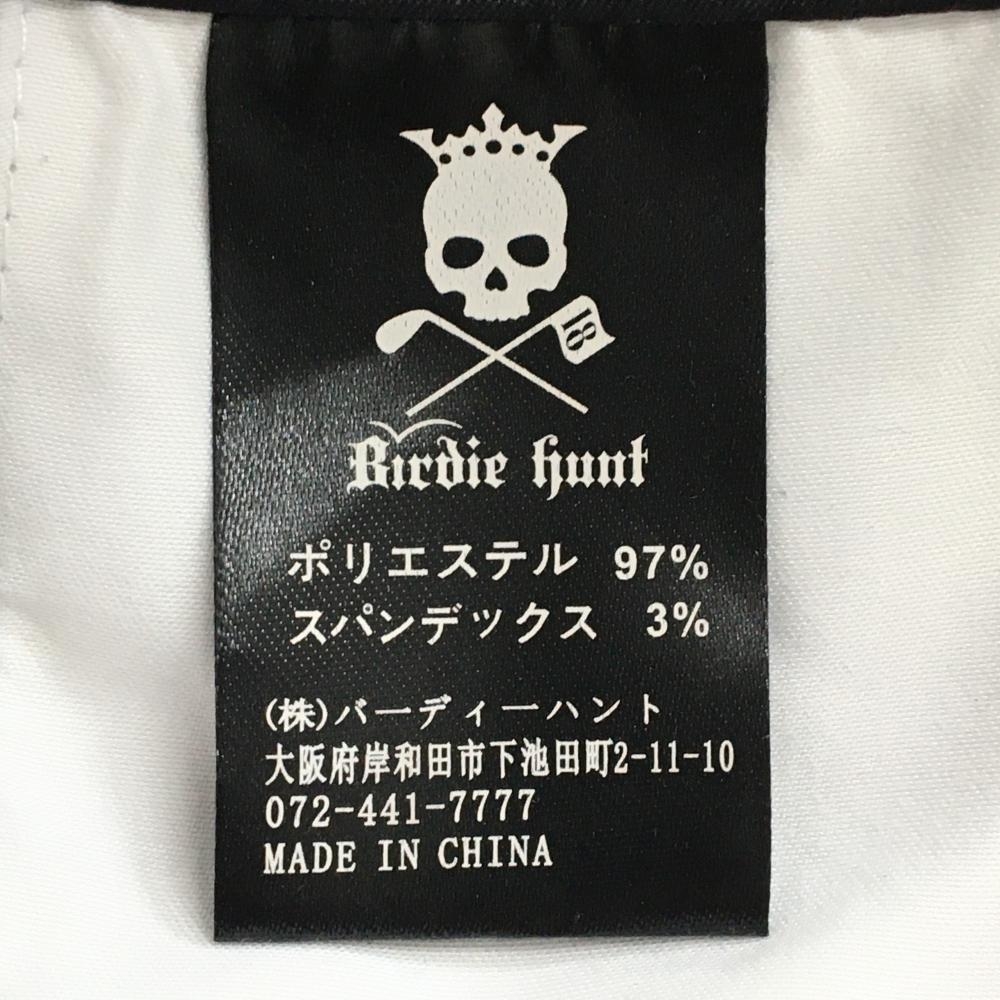 18
Birdie hunt
ポリエステル 97%
スパンデックス 3%
(株)バーディーハント
大阪府岸和田市下池田町2-11-10
072-441-7777
MADE IN CHINA